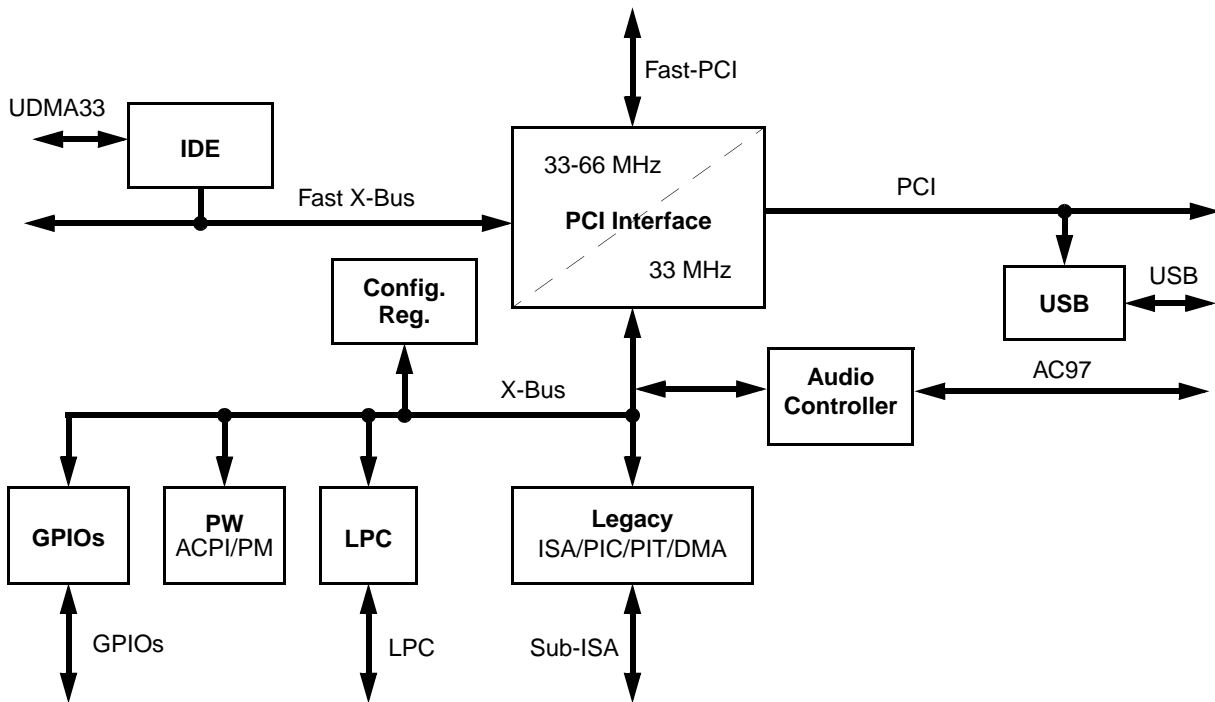 Fast-PCI
UDMA33
IDE
33-66 MHz
Fast X-Bus
PCI
PCI Interface
33 MHz
USB
USB
Config.
Reg.
Audio
Controller
AC97
X-Bus
GPIOs
PW
ACPI/PM
LPC
Legacy
ISA/PIC/PIT/DMA
GPIOs
LPC
Sub-ISA